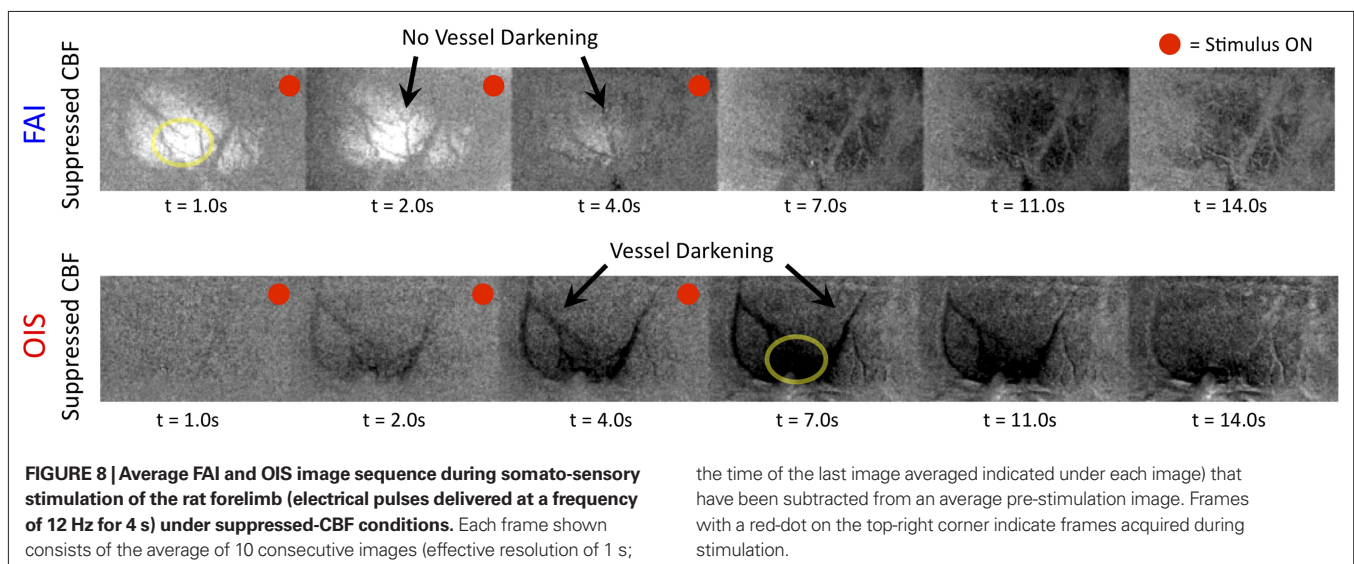 No Vessel Darkening
= Stimulus ON
FAI
Suppressed CBF
t = 1.0s
t = 2.0s
t = 4.0s
t = 7.0s
t = 11.0s
t = 14.0s
Vessel Darkening
OIS
Suppressed CBF
t = 1.0s
t = 2.0s
t = 4.0s
t = 7.0s
t = 11.0s
t = 14.0s
FIGURE 8 | Average FAI and OIS image sequence during somato-sensory
stimulation of the rat forelimb (electrical pulses delivered at a frequency
of 12 Hz for 4 s) under suppressed-CBF conditions. Each frame shown
consists of the average of 10 consecutive images (effective resolution of 1 s;
the time of the last image averaged indicated under each image) that
have been subtracted from an average pre-stimulation image. Frames
with a red-dot on the top-right corner indicate frames acquired during
stimulation.